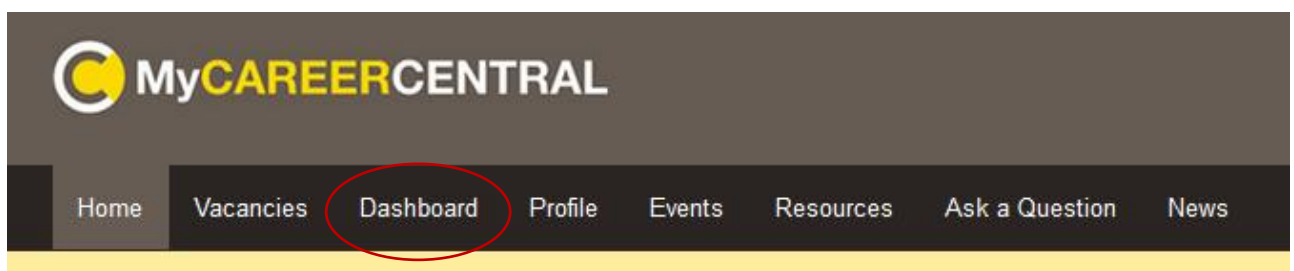 MyCAREERCENTRAL
Home Vacancies Dashboard Profile Events Resources Ask a Question News